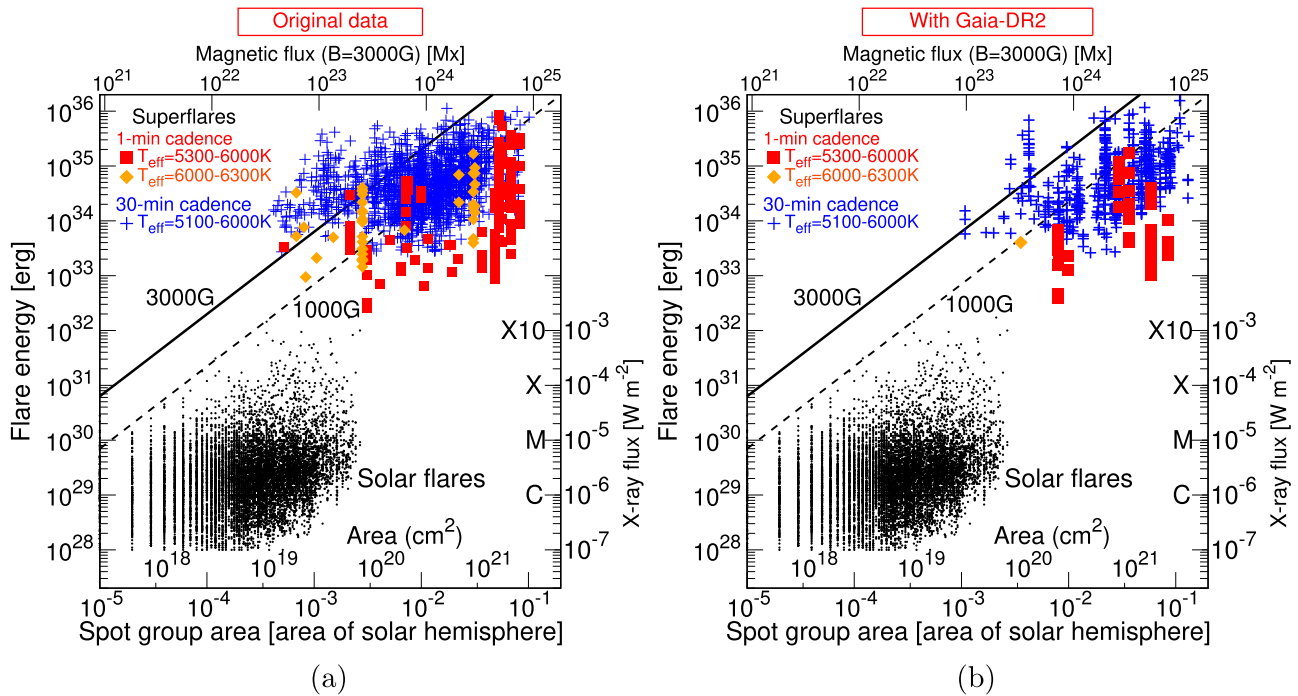 Original data
Magnetic flux (B=3000G) [Mx]
10^21 10^22 10^23 10^24 10^25
Superflares
1-min cadence
T_eff=5300-6000K
T_eff=6000-6300K
30-min cadence
T_eff=5100-6000K
Flare energy [erg]
10^36
10^35
10^34
10^33
10^32
10^31
10^30
10^29
10^28
3000G
1000G
X10
X
M
C
10^-3
10^-4
10^-5
10^-6
10^-7
X-ray flux [W m^-2]
Solar flares
Area (cm^2)
10^18 10^19 10^20 10^21
10^-5 10^-4 10^-3 10^-2 10^-1
Spot group area [area of solar hemisphere]
(a)
With Gaia-DR2
Magnetic flux (B=3000G) [Mx]
10^21 10^22 10^23 10^24 10^25
Superflares
1-min cadence
T_eff=5300-6000K
T_eff=6000-6300K
30-min cadence
T_eff=5100-6000K
Flare energy [erg]
10^36
10^35
10^34
10^33
10^32
10^31
10^30
10^29
10^28
3000G
1000G
X10
X
M
C
10^-3
10^-4
10^-5
10^-6
10^-7
X-ray flux [W m^-2]
Solar flares
Area (cm^2)
10^18 10^19 10^20 10^21
10^-5 10^-4 10^-3 10^-2 10^-1
Spot group area [area of solar hemisphere]
(b)